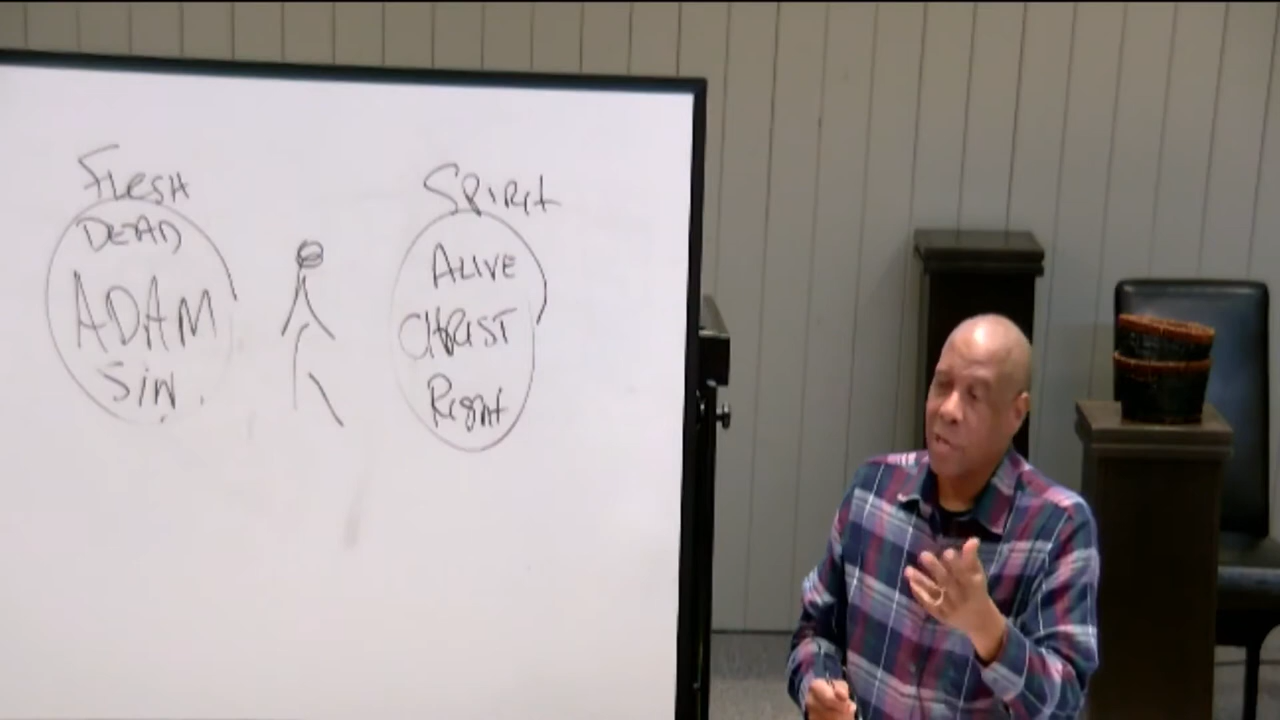 FLESH
DEAD
ADAM
SIN.
SPIRIt
ALIVE
CHRIST
Right